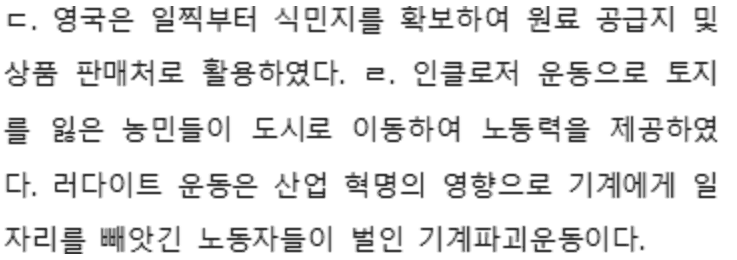 ㄷ. 영국은 일찍부터 식민지를 확보하여 원료 공급지 및
상품 판매처로 활용하였다. ㄹ. 인클로저 운동으로 토지
를 잃은 농민들이 도시로 이동하여 노동력을 제공하였
다. 러다이트 운동은 산업 혁명의 영향으로 기계에게 일
자리를 빼앗긴 노동자들이 벌인 기계파괴운동이다.